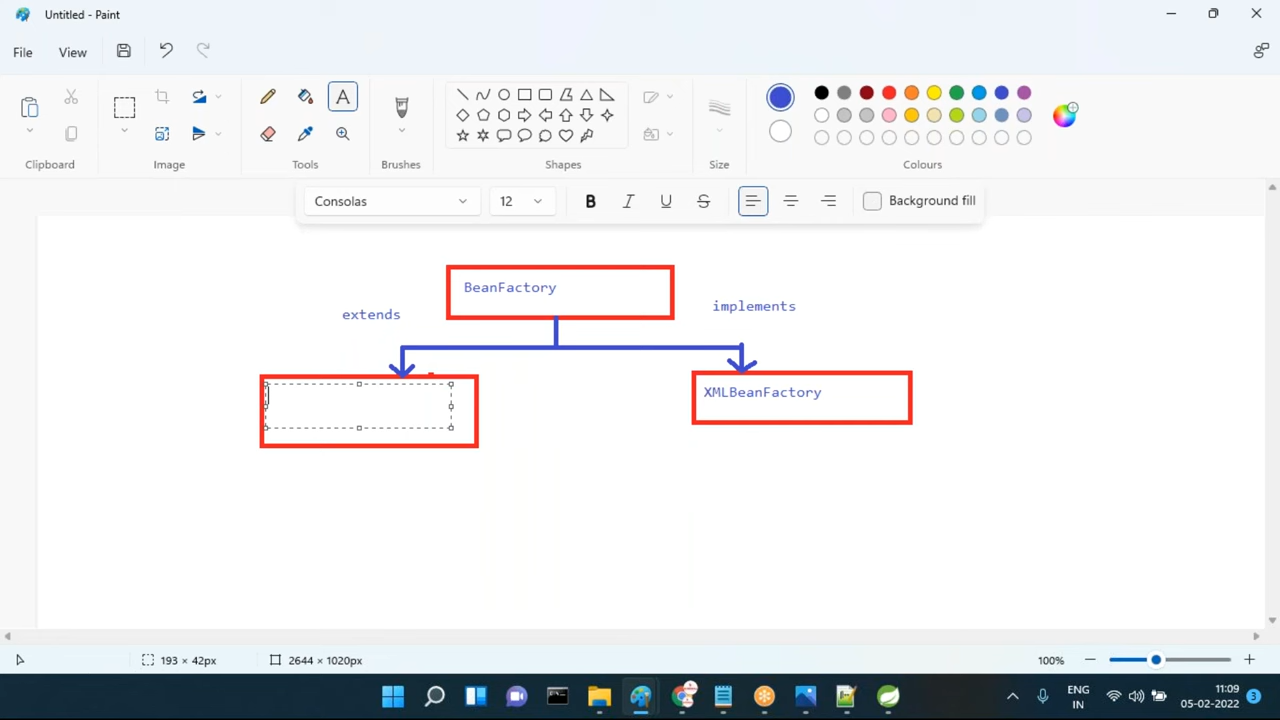 Untitled - Paint
File
View
Clipboard
Image
Tools
Brushes
Shapes
Size
Colours
Consolas
12
B
I
U
S
Background fill
BeanFactory
extends
implements
XMLBeanFactory
193 × 42px
2644 × 1020px
100%
ENG
IN
11:09
05-02-2022
3